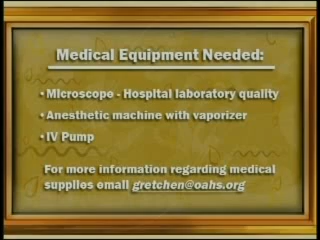 Medical Equipment Needed:
• Microscope - Hospital laboratory quality
• Anesthetic machine with vaporizer
• IV Pump
For more information regarding medical
supplies email gretchen@oahs.org